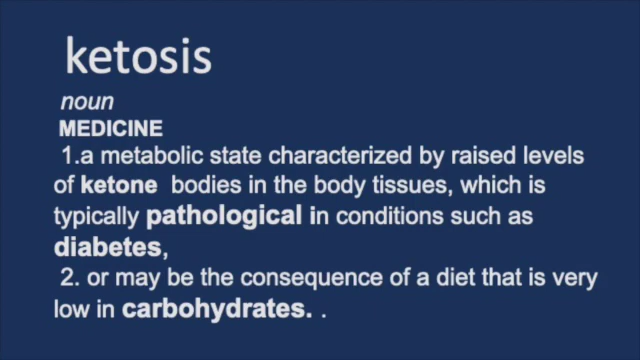 ketosis
noun
MEDICINE
1.a metabolic state characterized by raised levels
of ketone bodies in the body tissues, which is
typically pathological in conditions such as
diabetes,
2. or may be the consequence of a diet that is very
low in carbohydrates. .